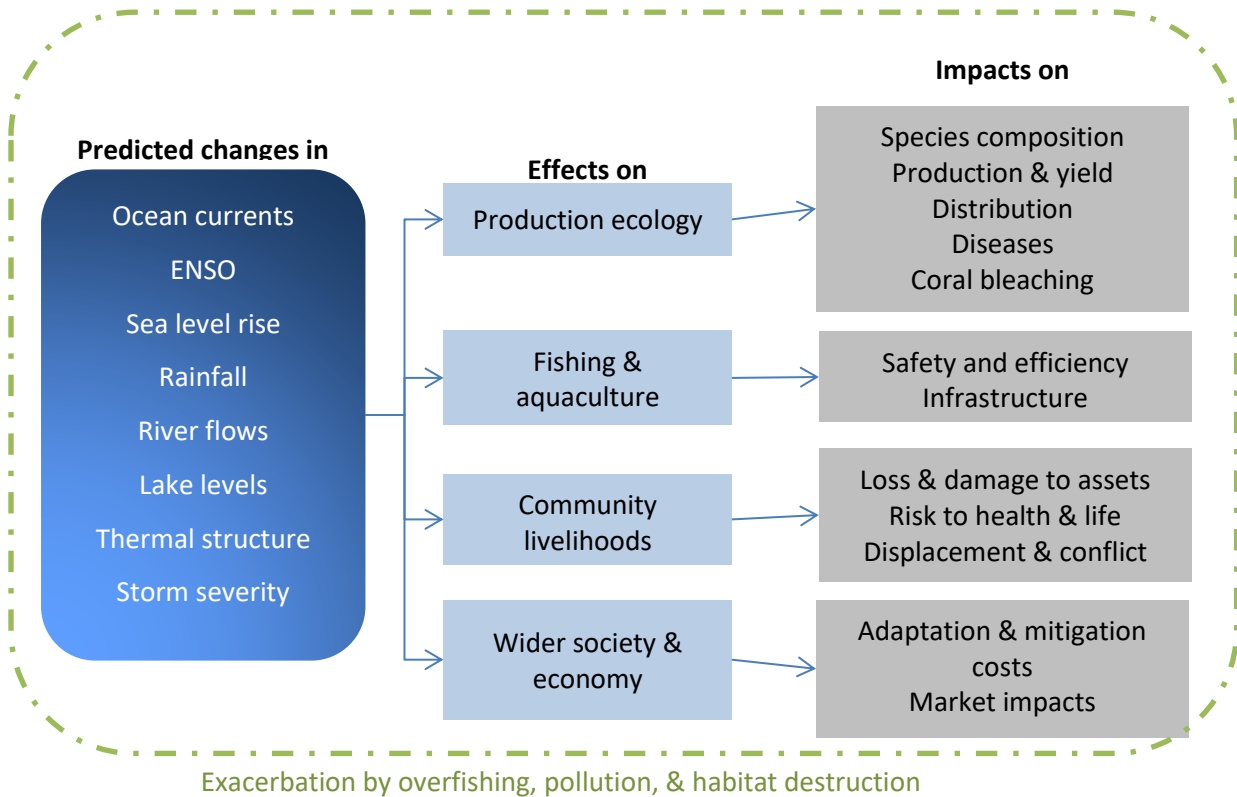 Predicted changes in
Ocean currents
ENSO
Sea level rise
Rainfall
River flows
Lake levels
Thermal structure
Storm severity
Effects on
Production ecology
Fishing &
aquaculture
Community
livelihoods
Wider society &
economy
Impacts on
Species composition
Production & yield
Distribution
Diseases
Coral bleaching
Safety and efficiency
Infrastructure
Loss & damage to assets
Risk to health & life
Displacement & conflict
Adaptation & mitigation
costs
Market impacts
Exacerbation by overfishing, pollution, & habitat destruction